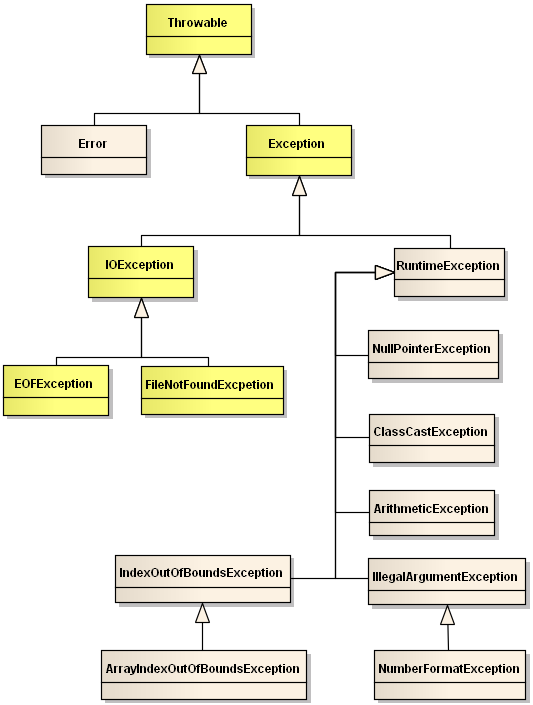 Throwable
Error
Exception
IOException
RuntimeException
NullPointerException
EOFException
FileNotFoundExcpetion
ClassCastException
ArithmeticException
IndexOutOfBoundsException
IllegalArgumentException
ArrayIndexOutOfBoundsException
NumberFormatException